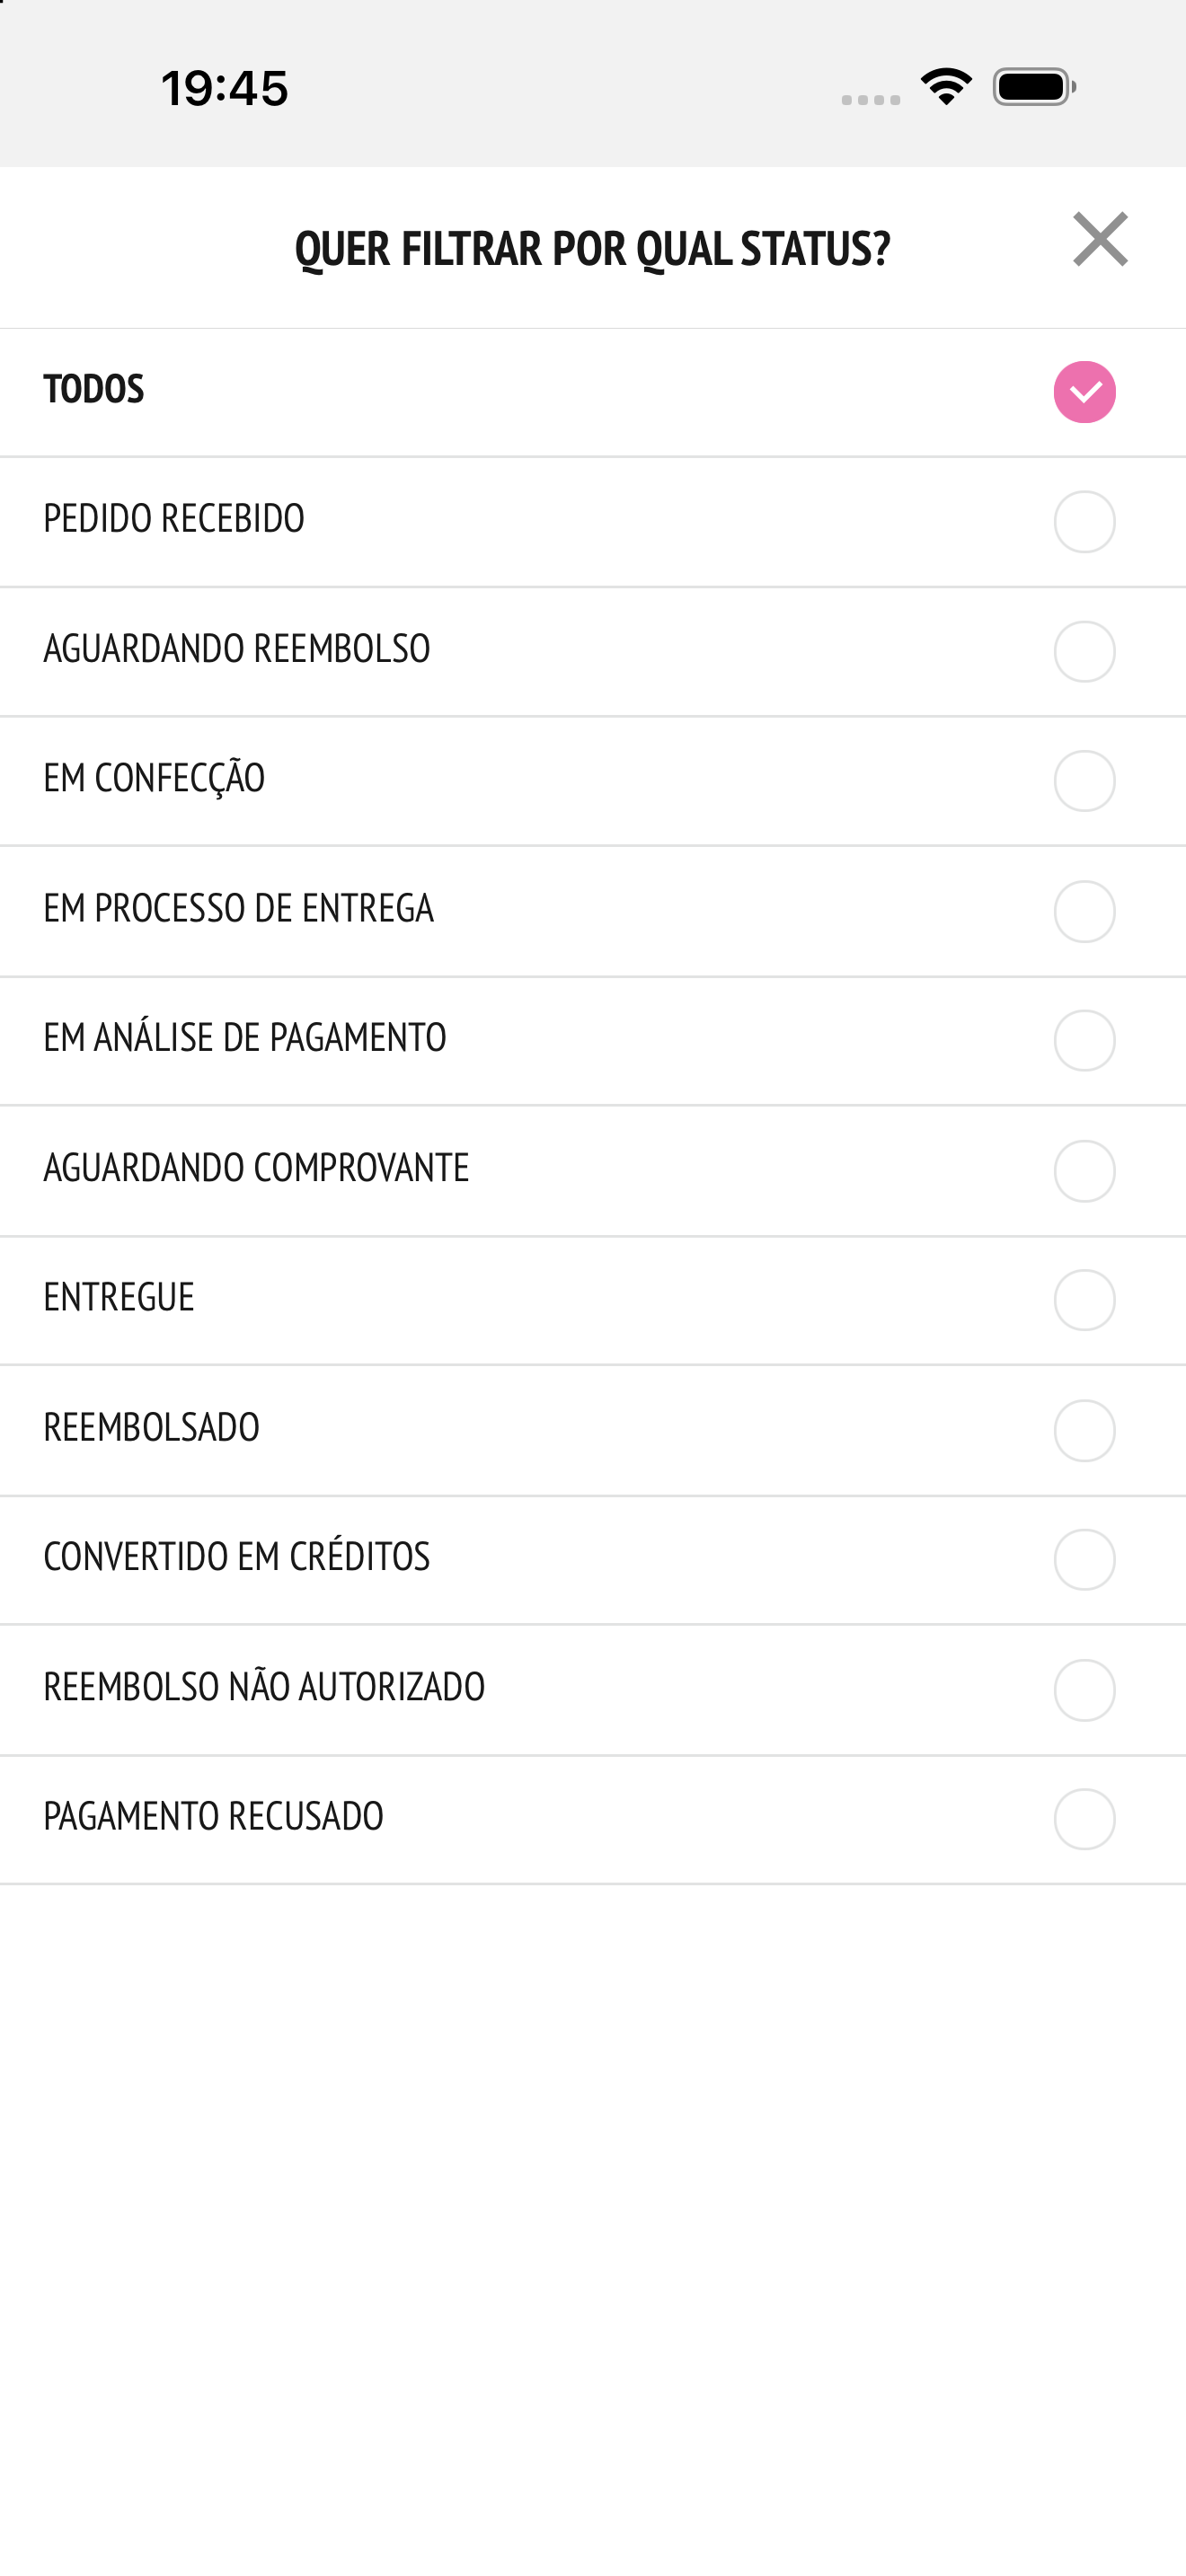 19:45
QUER FILTRAR POR QUAL STATUS?
TODOS
PEDIDO RECEBIDO
AGUARDANDO REEMBOLSO
EM CONFECÇÃO
EM PROCESSO DE ENTREGA
EM ANÁLISE DE PAGAMENTO
AGUARDANDO COMPROVANTE
ENTREGUE
REEMBOLSADO
CONVERTIDO EM CRÉDITOS
REEMBOLSO NÃO AUTORIZADO
PAGAMENTO RECUSADO